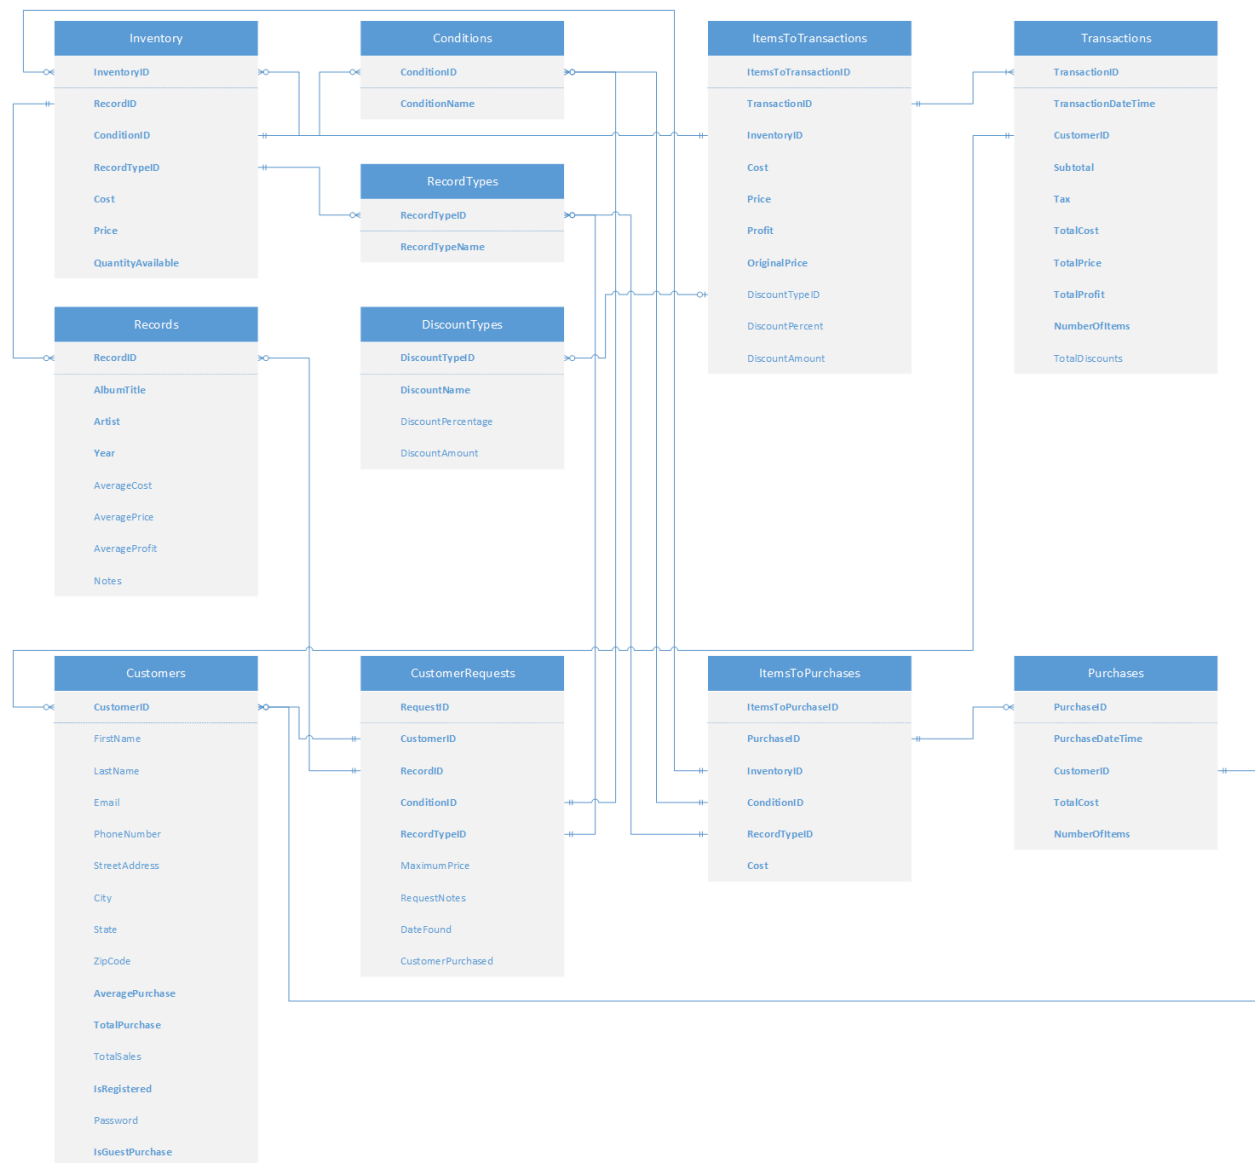 Inventory
InventoryID
RecordID
ConditionID
RecordTypeID
Cost
Price
QuantityAvailable
Conditions
ConditionID
ConditionName
RecordTypes
RecordTypeID
RecordTypeName
ItemsToTransactions
ItemsToTransactionID
TransactionID
InventoryID
Cost
Price
Profit
OriginalPrice
DiscountTypeID
DiscountPercent
DiscountAmount
Transactions
TransactionID
TransactionDateTime
CustomerID
Subtotal
Tax
TotalCost
TotalPrice
TotalProfit
NumberOfItems
TotalDiscounts
Records
RecordID
AlbumTitle
Artist
Year
AverageCost
AveragePrice
AverageProfit
Notes
DiscountTypes
DiscountTypeID
DiscountName
DiscountPercentage
DiscountAmount
Customers
CustomerID
FirstName
LastName
Email
PhoneNumber
StreetAddress
City
State
ZipCode
AveragePurchase
TotalPurchase
TotalSales
IsRegistered
Password
IsGuestPurchase
CustomerRequests
RequestID
CustomerID
RecordID
ConditionID
RecordTypeID
MaximumPrice
RequestNotes
DateFound
CustomerPurchased
ItemsToPurchases
ItemsToPurchaseID
PurchaseID
InventoryID
ConditionID
RecordTypeID
Cost
Purchases
PurchaseID
PurchaseDateTime
CustomerID
TotalCost
NumberOfItems